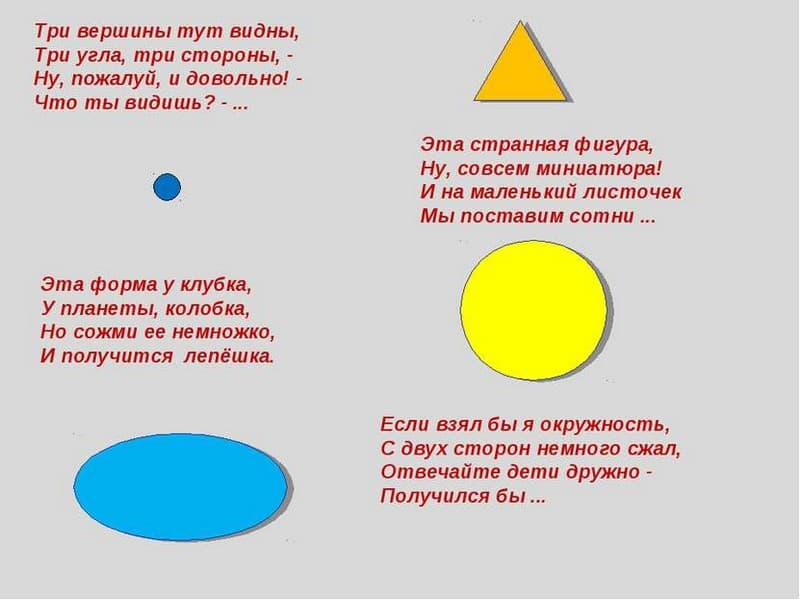 Три вершины тут видны,
Три угла, три стороны, -
Ну, пожалуй, и довольно! -
Что ты видишь? - ...
Эта странная фигура,
Ну, совсем миниатюра!
И на маленький листочек
Мы поставим сотни ...
Эта форма у клубка,
У планеты, колобка,
Но сожми ее немножко,
И получится лепёшка.
Если взял бы я окружность,
С двух сторон немного сжал,
Отвечайте дети дружно -
Получился бы ...